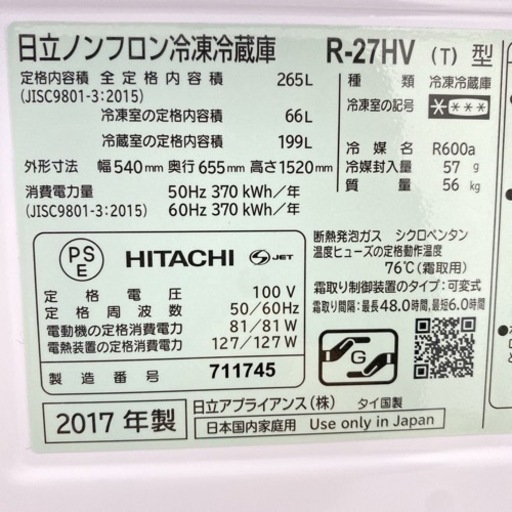 日立ノンフロン冷凍冷蔵庫 R-27HV (T) 型
定格内容積 全定格内容積 265L
(JISC9801-3:2015)
冷凍室の定格内容積 66L
冷蔵室の定格内容積 199L
外形寸法 幅540mm 奥行655mm 高さ1520mm
消費電力量 50Hz 370 kWh/年
(JISC9801-3:2015) 60Hz 370 kWh/年
種類 冷凍冷蔵庫
冷凍室の記号 ****
冷媒名 R600a
冷媒封入量 57 g
質量 56 kg
PSE HITACHI S JET
定格電圧 100 V
定格周波数 50/60Hz
電動機の定格消費電力 81/81W
電熱装置の定格消費電力 127/127W
製造番号 711745
断熱発泡ガス シクロペンタン
温度ヒューズの定格動作温度
76℃(霜取用)
霜取り制御装置のタイプ:可変式
霜取り間隔:最長48.0時間,最短6.0時間
G
2017年製
日立アプライアンス(株) タイ国製
日本国内家庭用 Use only in Japan